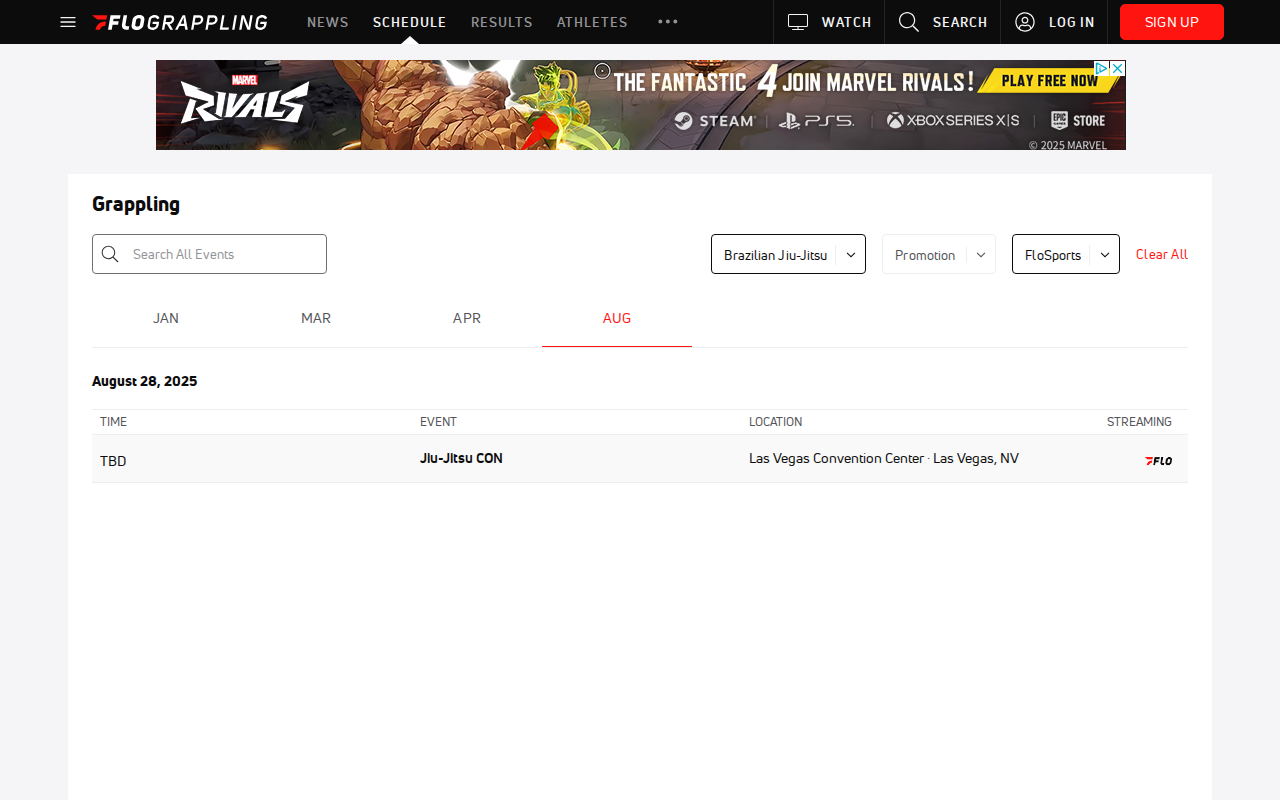 FLOGRAPPLING NEWS SCHEDULE RESULTS ATHLETES WATCH SEARCH LOG IN SIGN UP
MARVEL
RIVALS
THE FANTASTIC 4 JOIN MARVEL RIVALS! PLAY FREE NOW
STEAM PS5 XBOX SERIES X|S EPIC GAMES STORE
© 2025 MARVEL
Grappling
Search All Events Brazilian Jiu-Jitsu Promotion FloSports Clear All
JAN MAR APR AUG
August 28, 2025
TIME EVENT LOCATION STREAMING
TBD Jiu-Jitsu CON Las Vegas Convention Center · Las Vegas, NV FLO